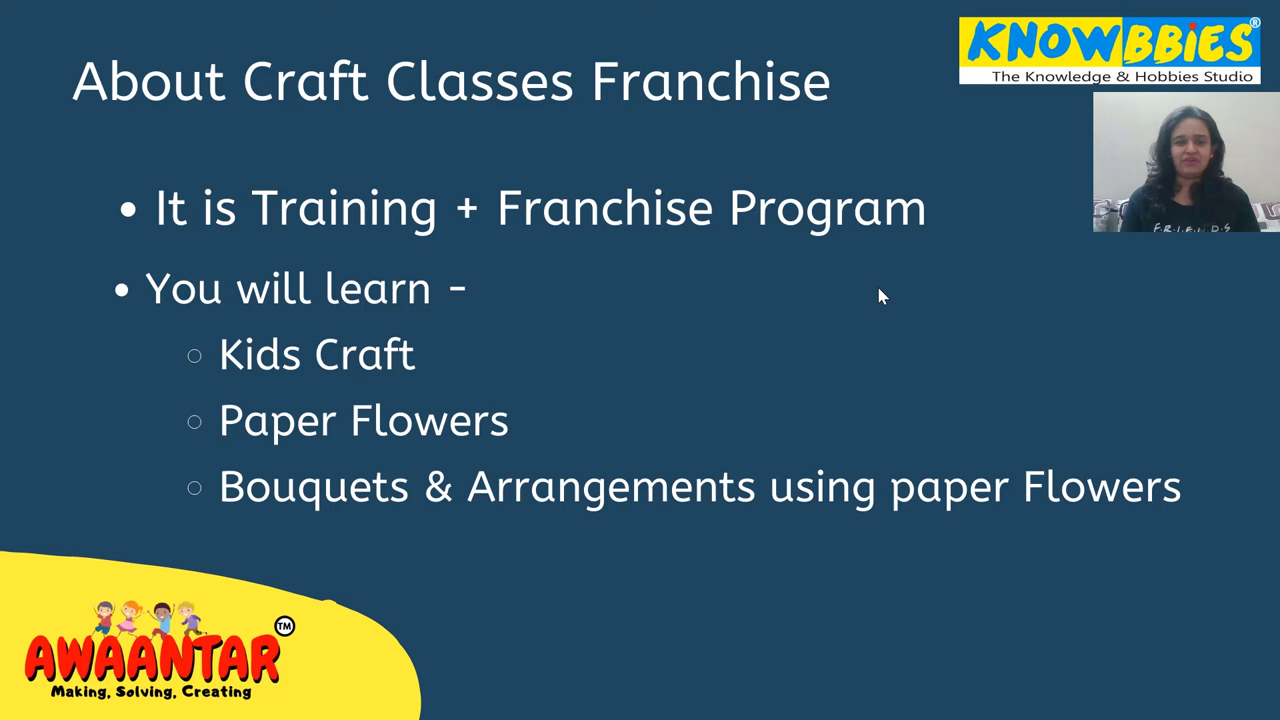 About Craft Classes Franchise
KNOWBBIES®
The Knowledge & Hobbies Studio
• It is Training + Franchise Program
• You will learn -
○ Kids Craft
○ Paper Flowers
○ Bouquets & Arrangements using paper Flowers
F.R.I.E.N.D.S
AWAANTAR™
Making, Solving, Creating